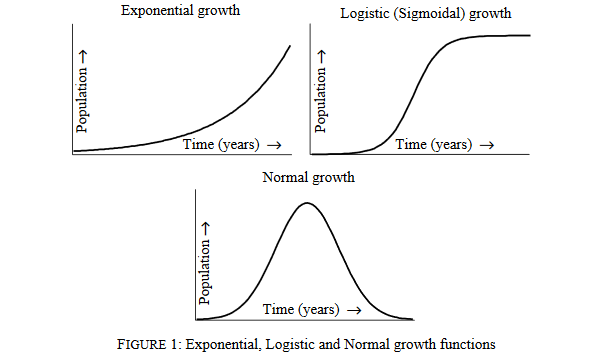 Exponential growth
Population →
Time (years) →
Logistic (Sigmoidal) growth
Population →
Time (years) →
Normal growth
Population →
Time (years) →
FIGURE 1: Exponential, Logistic and Normal growth functions